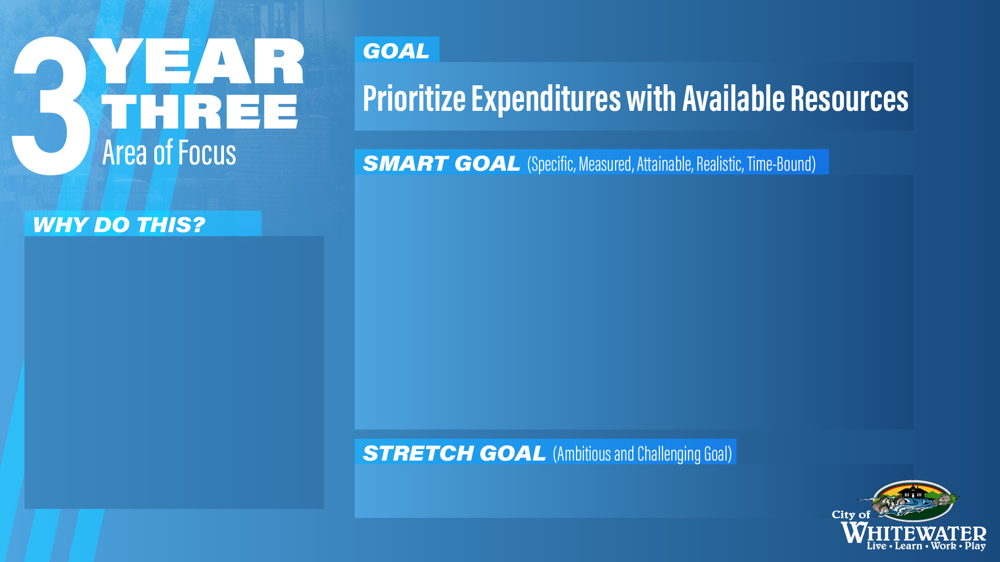 3 YEAR
THREE
Area of Focus
WHY DO THIS?
GOAL
Prioritize Expenditures with Available Resources
SMART GOAL (Specific, Measured, Attainable, Realistic, Time-Bound)
STRETCH GOAL (Ambitious and Challenging Goal)
City of
WHITEWATER
Live • Learn • Work • Play